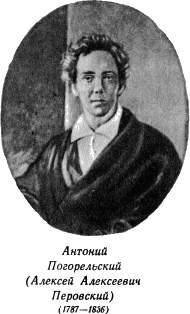 Антоний
Погорельский
(Алексей Алексеевич
Перовский)
(1787—1836)